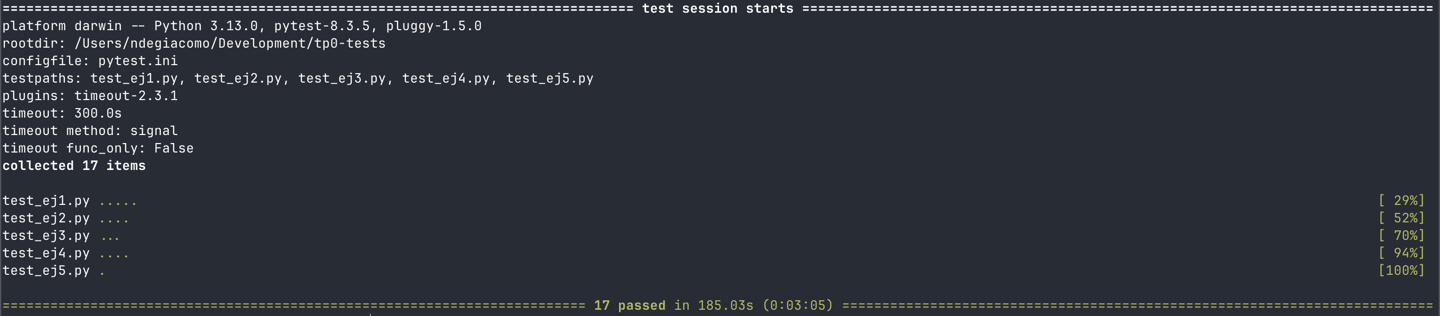 =============================================================================== test session starts ===============================================================================
platform darwin -- Python 3.13.0, pytest-8.3.5, pluggy-1.5.0
rootdir: /Users/ndegiacomo/Development/tp0-tests
configfile: pytest.ini
testpaths: test_ej1.py, test_ej2.py, test_ej3.py, test_ej4.py, test_ej5.py
plugins: timeout-2.3.1
timeout: 300.0s
timeout method: signal
timeout func_only: False
collected 17 items
test_ej1.py ..... [ 29%]
test_ej2.py .... [ 52%]
test_ej3.py ... [ 70%]
test_ej4.py .... [ 94%]
test_ej5.py . [100%]
========================================================================= 17 passed in 185.03s (0:03:05) ==========================================================================